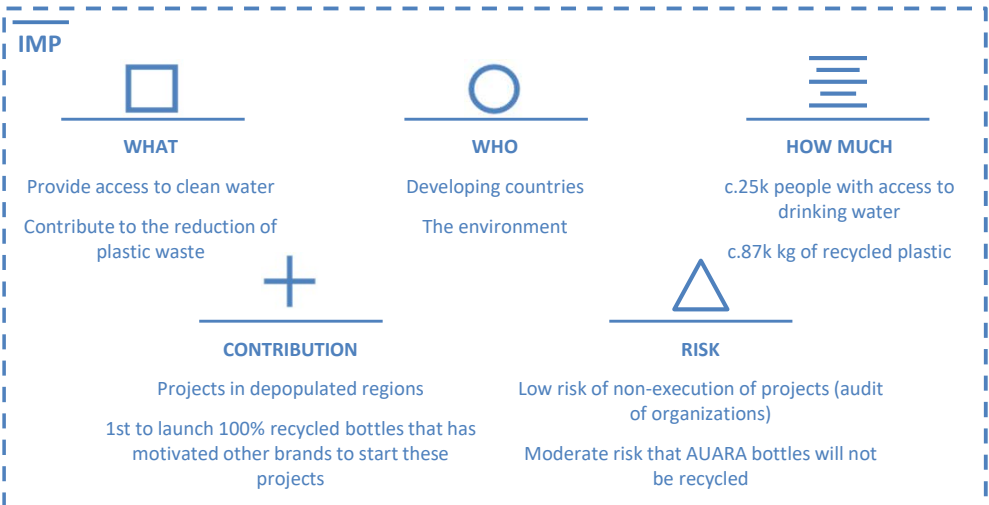 IMP
WHAT
Provide access to clean water
Contribute to the reduction of
plastic waste
WHO
Developing countries
The environment
HOW MUCH
c.25k people with access to
drinking water
c.87k kg of recycled plastic
CONTRIBUTION
Projects in depopulated regions
1st to launch 100% recycled bottles that has
motivated other brands to start these
projects
RISK
Low risk of non-execution of projects (audit
of organizations)
Moderate risk that AUARA bottles will not
be recycled